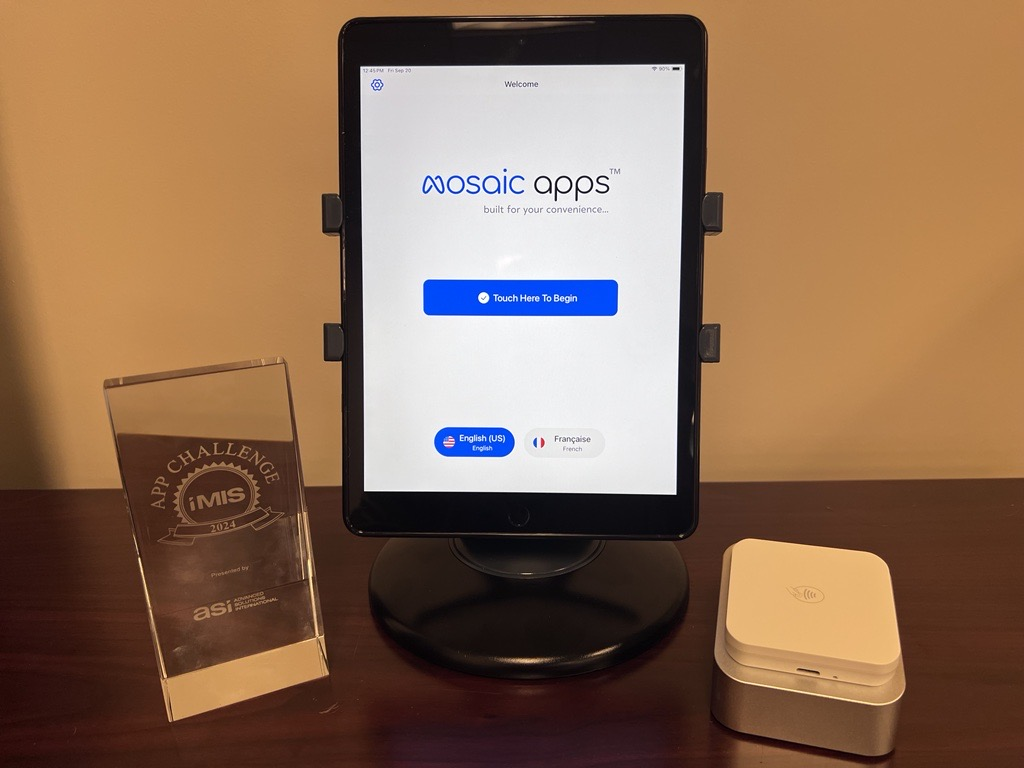 12:45 PM Fri Sep 20
90%
Welcome
mosaic apps™
built for your convenience...
Touch Here To Begin
English (US)
English
Française
French
APP CHALLENGE
iMIS
2024
Presented by
asi ADVANCED
SOLUTIONS
INTERNATIONAL